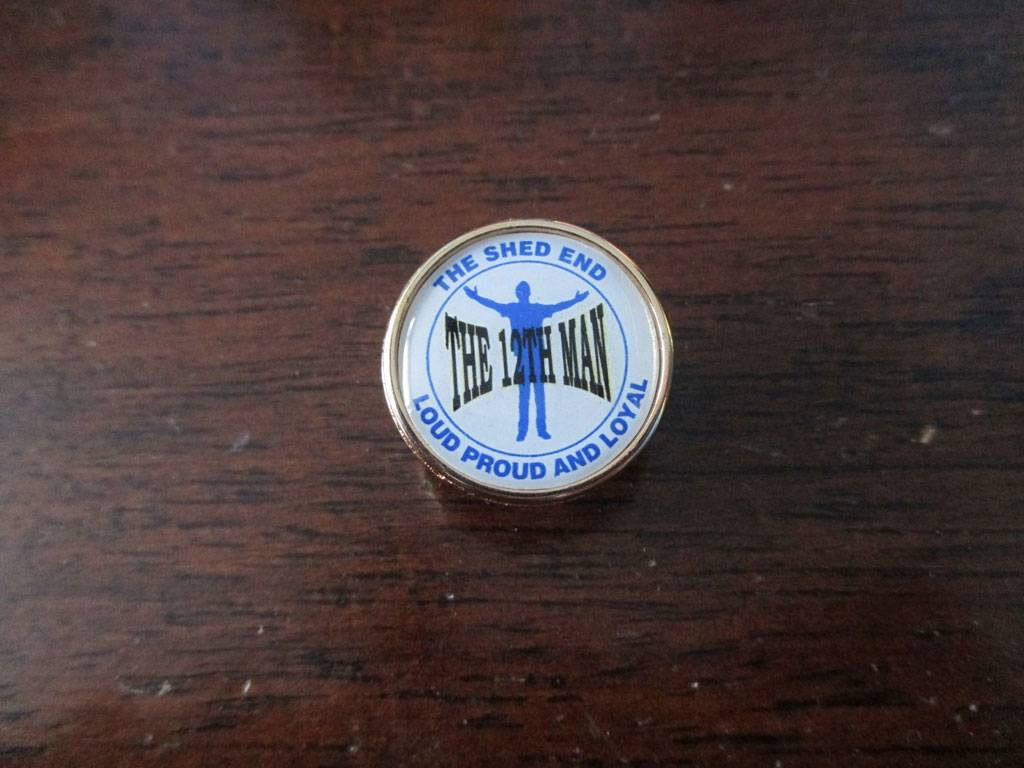 THE SHED END
THE 12TH MAN
LOUD PROUD AND LOYAL